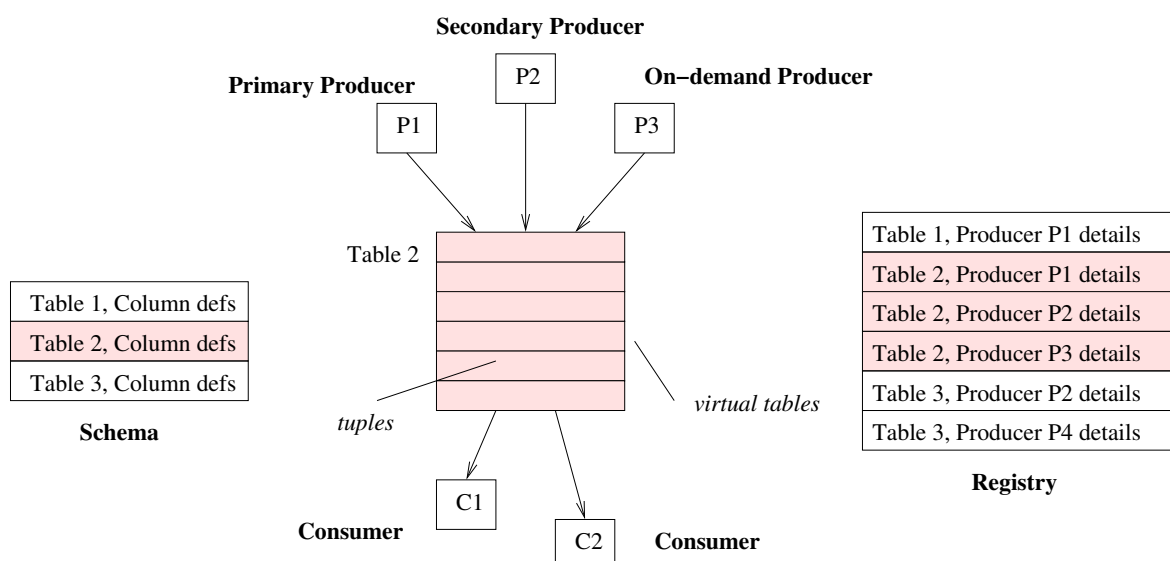 Secondary Producer
P2
On-demand Producer
Primary Producer
P1
P3
Table 2
Table 1, Column defs
Table 2, Column defs
Table 3, Column defs
Schema
tuples
virtual tables
Table 1, Producer P1 details
Table 2, Producer P1 details
Table 2, Producer P2 details
Table 2, Producer P3 details
Table 3, Producer P2 details
Table 3, Producer P4 details
Registry
C1
Consumer
C2
Consumer